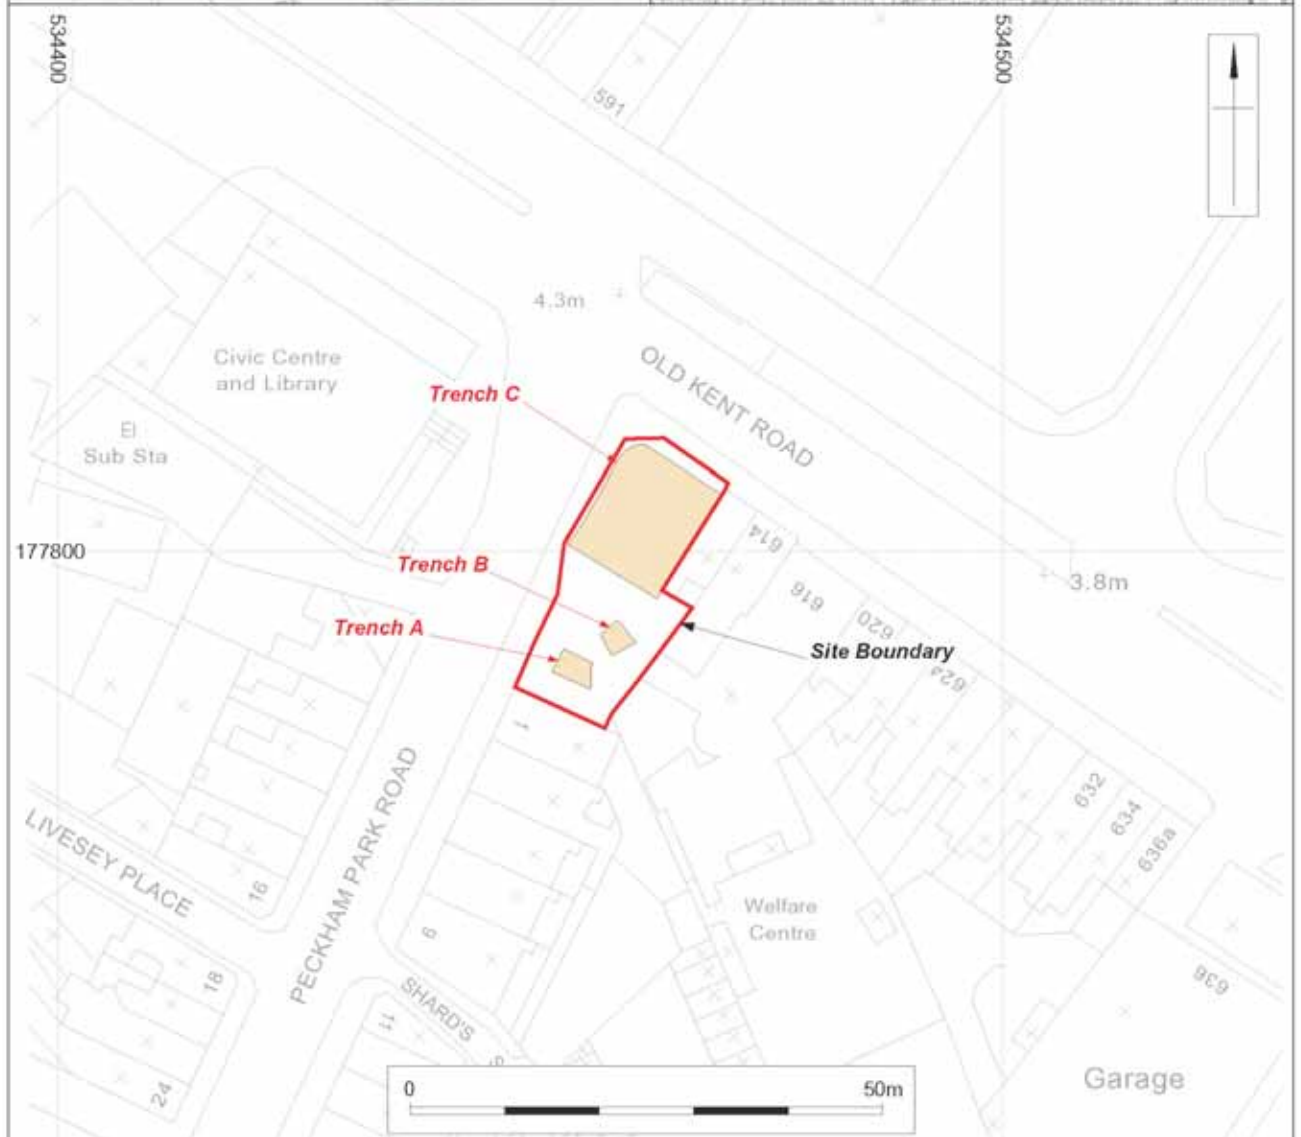 534400
534500
591
4.3m
Civic Centre
and Library
OLD KENT ROAD
Trench C
El
Sub Sta
177800
614
Trench B
616
3.8m
620
Trench A
Site Boundary
624
1
PECKHAM PARK ROAD
632
634
636a
LIVESEY PLACE
16
Welfare
Centre
9
18
636
SHARD'S
11
24
Garage
0
50m